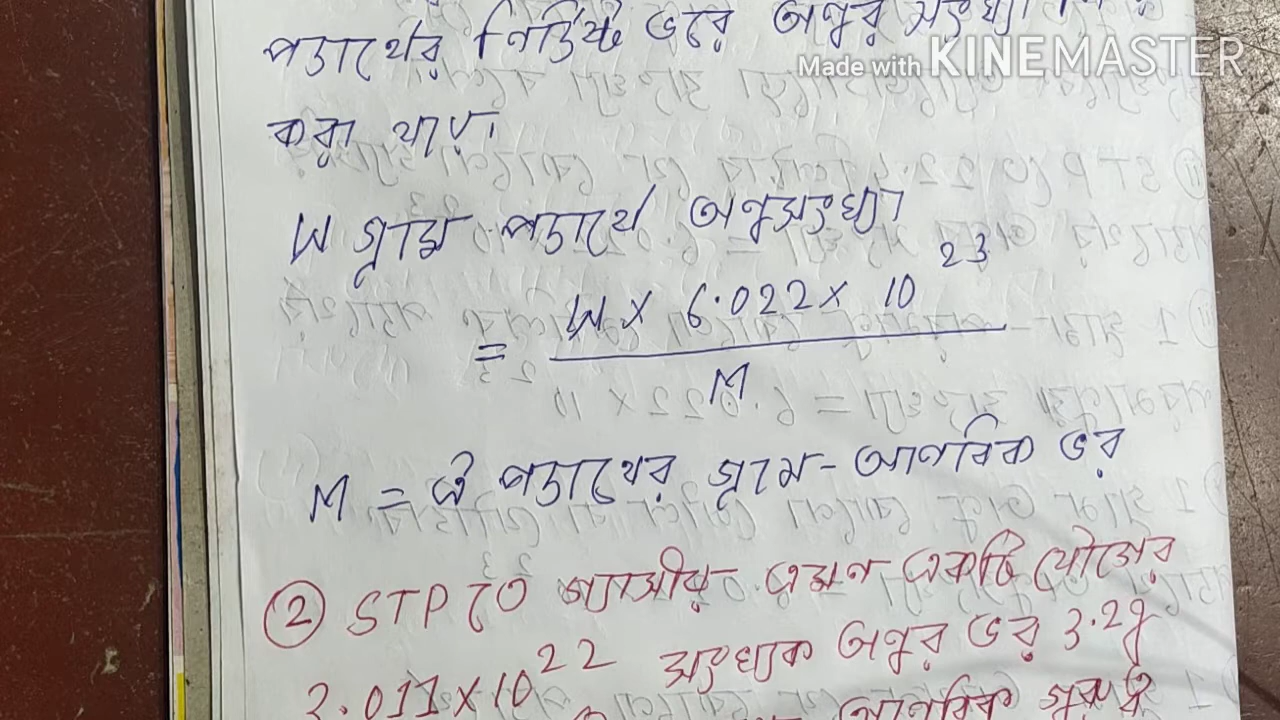 পদার্থের নির্দিষ্ট ভরে অণুর সংখ্যা
Made with KINEMASTER
করা যায়।
W গ্রাম পদার্থে অণুসংখ্যা
= W x 6.022 x 10^23
M
M = ঐ পদার্থের গ্রাম-আণবিক ভর
② STP তে গ্যাসীয় এমন একটি যৌগের
3.011 x 10^22 সংখ্যক অণুর ভর 3.2g
আণবিক গুরুত্ব